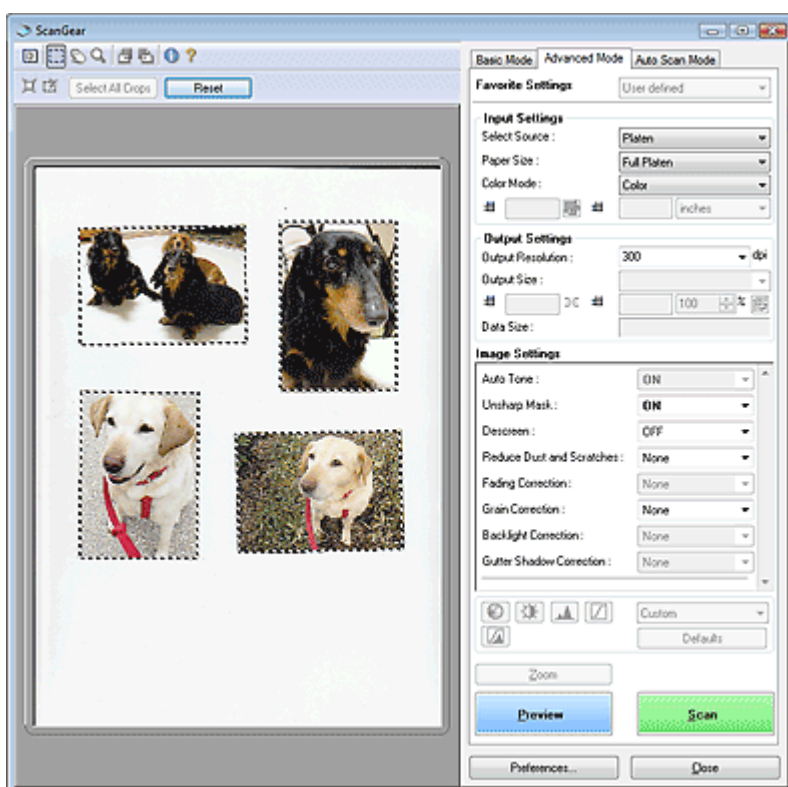 ScanGear
Select All Crops Reset
Basic Mode Advanced Mode Auto Scan Mode
Favorite Settings User defined
Input Settings
Select Source : Platen
Paper Size : Full Platen
Color Mode : Color
inches
Output Settings
Output Resolution : 300 dpi
Output Size :
100 %
Data Size :
Image Settings
Auto Tone : ON
Unsharp Mask : ON
Descreen : OFF
Reduce Dust and Scratches : None
Fading Correction : None
Grain Correction : None
Backlight Correction : None
Gutter Shadow Correction : None
Custom
Defaults
Zoom
Preview Scan
Preferences... Close